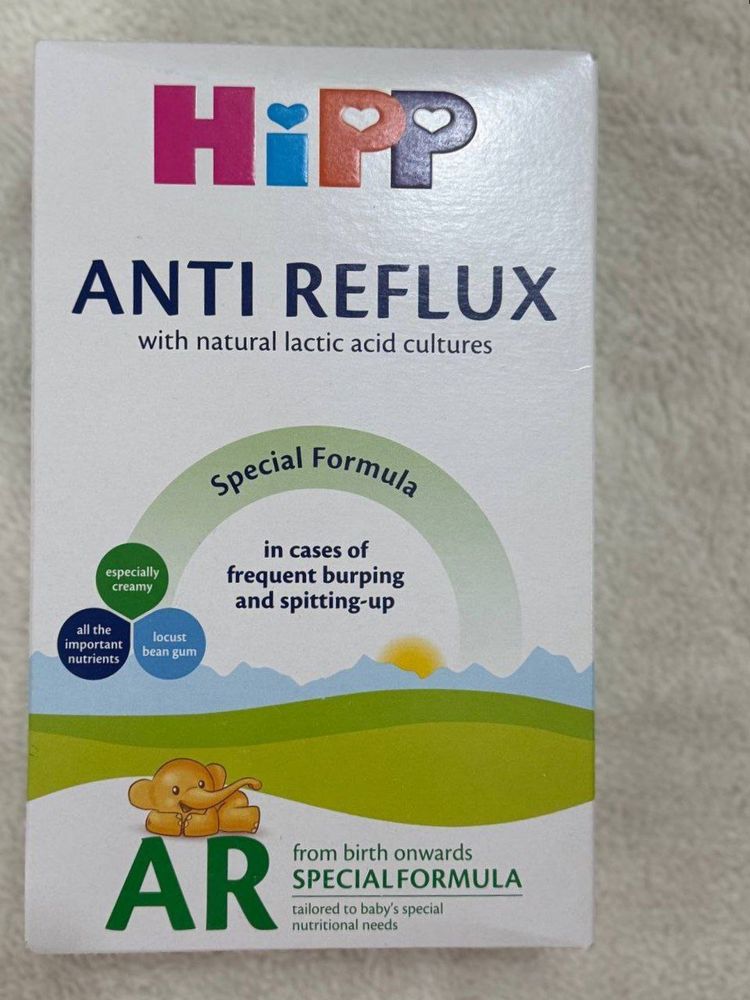 HiPP
ANTI REFLUX
with natural lactic acid cultures
Special Formula
in cases of
frequent burping
and spitting-up
especially
creamy
all the
important
nutrients
locust
bean gum
AR
from birth onwards
SPECIALFORMULA
tailored to baby's special
nutritional needs